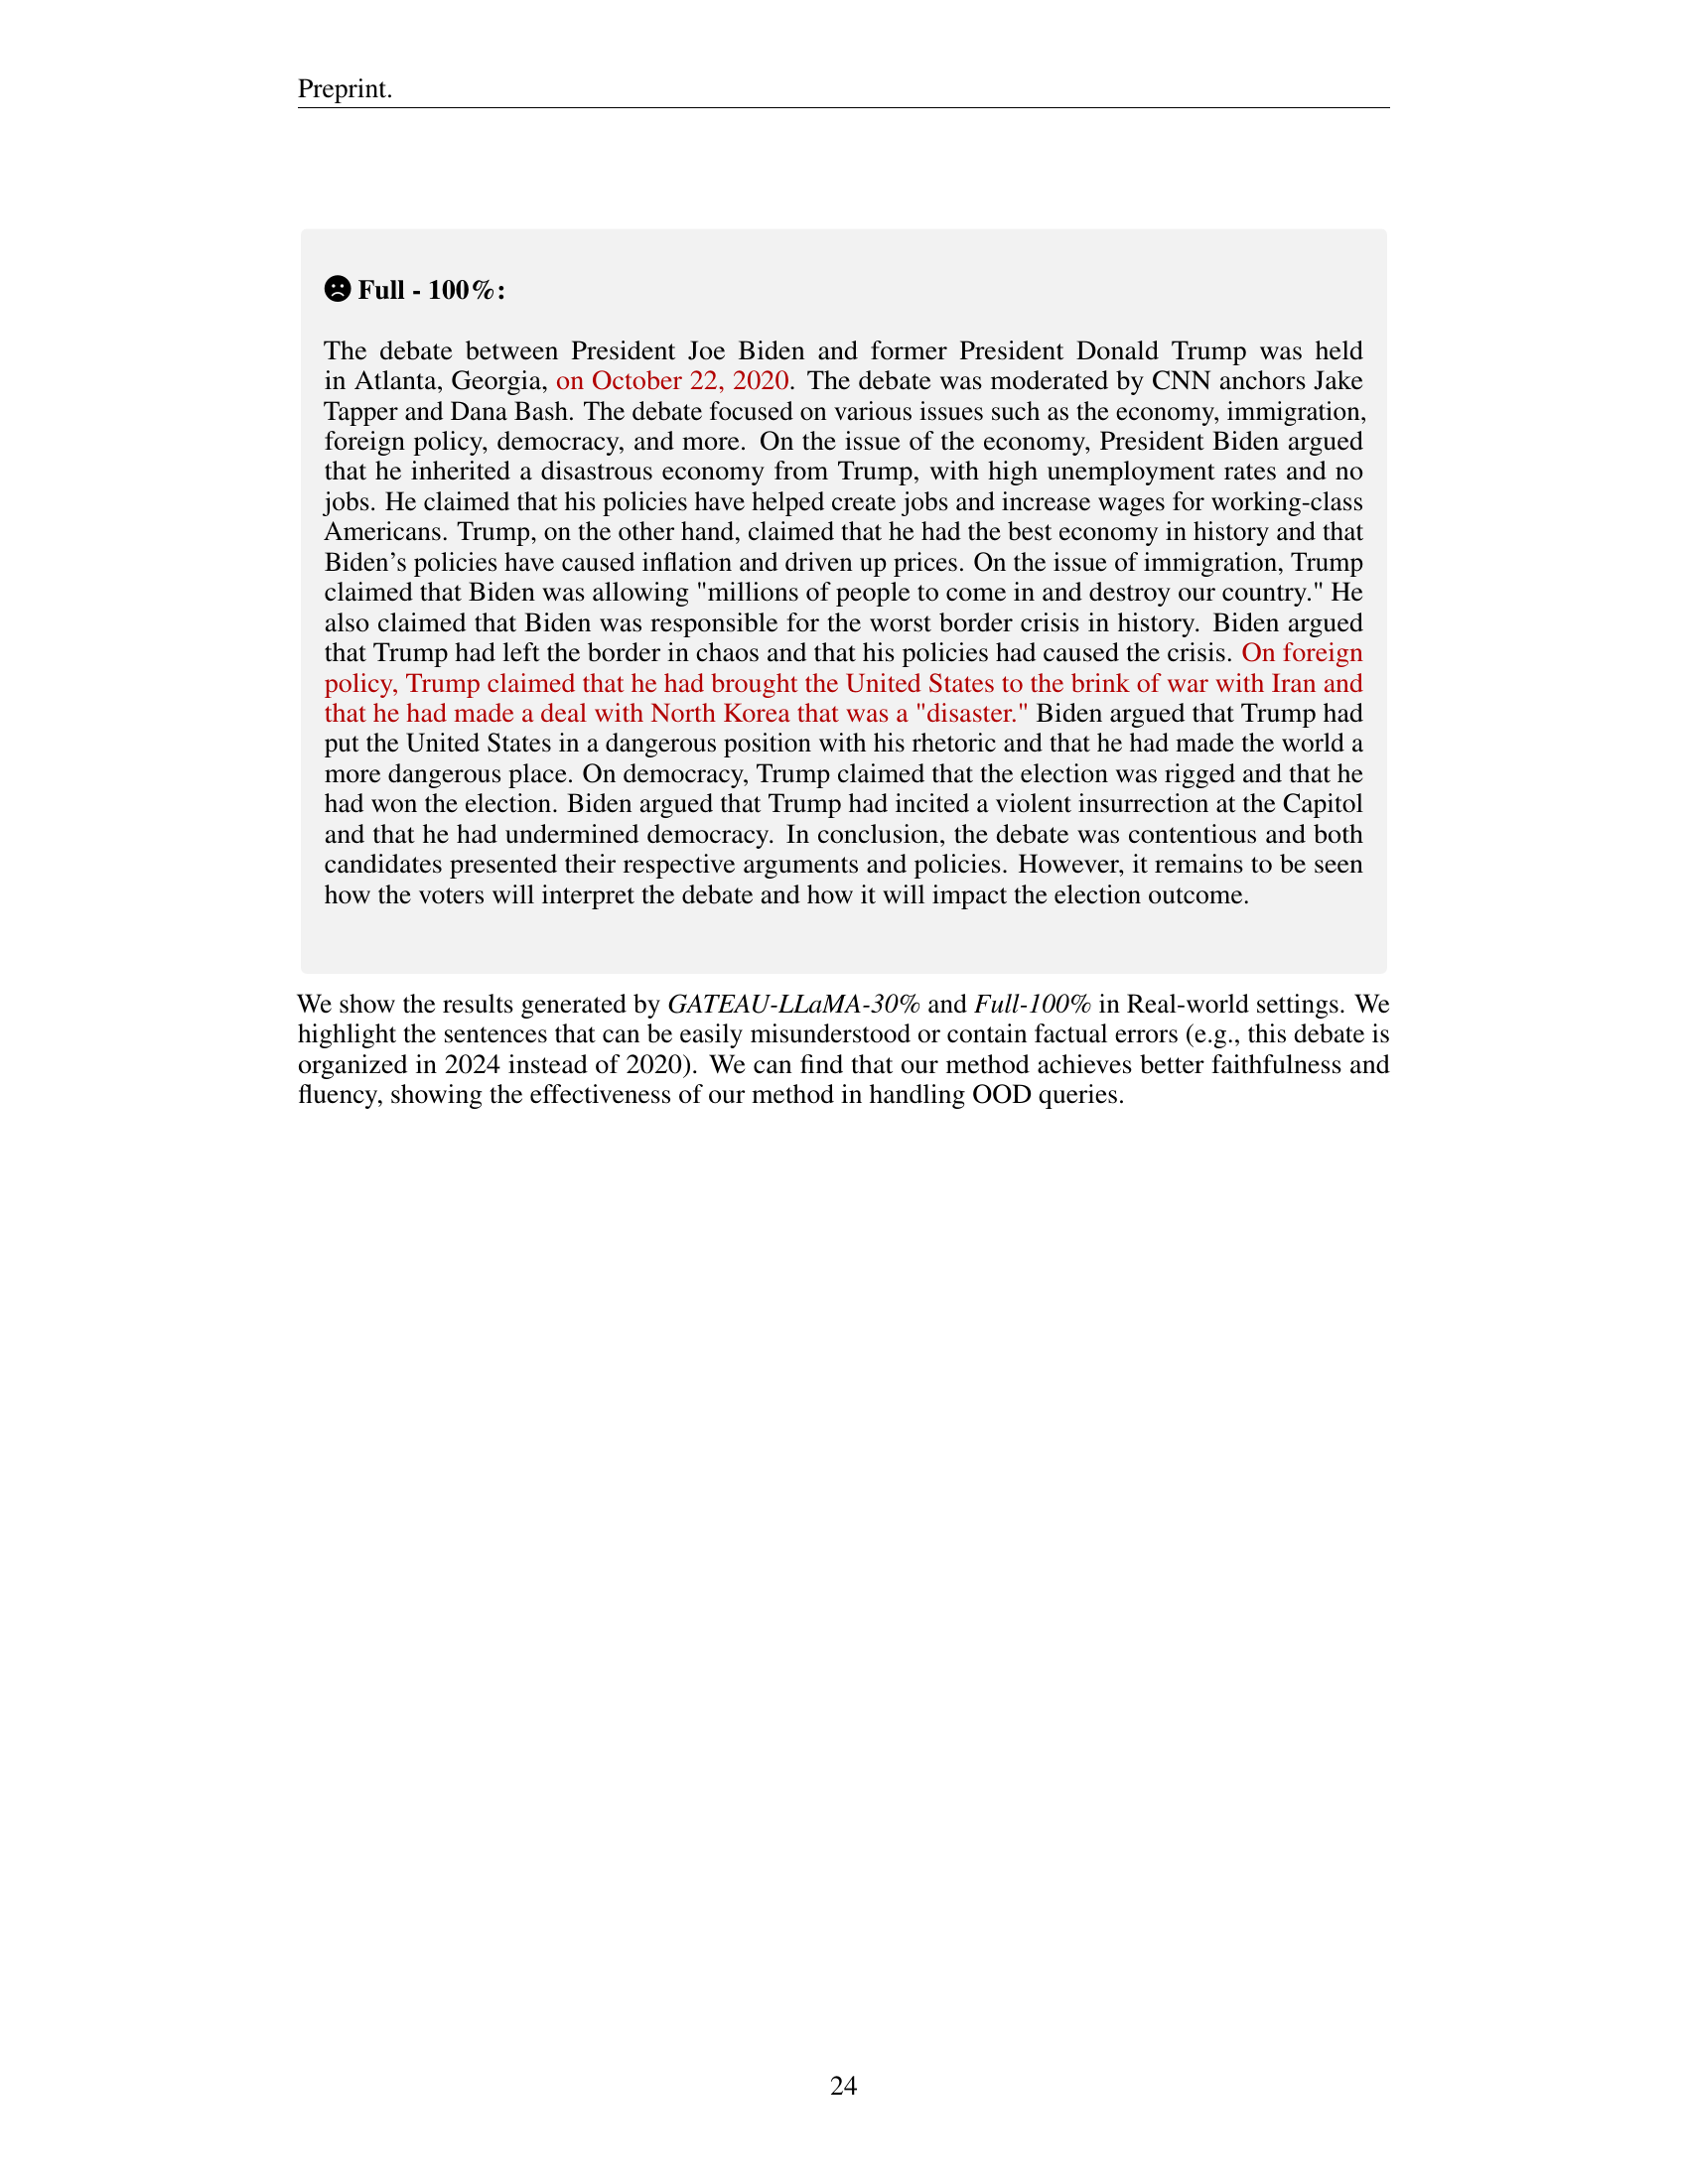 Preprint.
Full - 100%:
The debate between President Joe Biden and former President Donald Trump was held
in Atlanta, Georgia, on October 22, 2020. The debate was moderated by CNN anchors Jake
Tapper and Dana Bash. The debate focused on various issues such as the economy, immigration,
foreign policy, democracy, and more. On the issue of the economy, President Biden argued
that he inherited a disastrous economy from Trump, with high unemployment rates and no
jobs. He claimed that his policies have helped create jobs and increase wages for working-class
Americans. Trump, on the other hand, claimed that he had the best economy in history and that
Biden's policies have caused inflation and driven up prices. On the issue of immigration, Trump
claimed that Biden was allowing "millions of people to come in and destroy our country." He
also claimed that Biden was responsible for the worst border crisis in history. Biden argued
that Trump had left the border in chaos and that his policies had caused the crisis. On foreign
policy, Trump claimed that he had brought the United States to the brink of war with Iran and
that he had made a deal with North Korea that was a "disaster." Biden argued that Trump had
put the United States in a dangerous position with his rhetoric and that he had made the world a
more dangerous place. On democracy, Trump claimed that the election was rigged and that he
had won the election. Biden argued that Trump had incited a violent insurrection at the Capitol
and that he had undermined democracy. In conclusion, the debate was contentious and both
candidates presented their respective arguments and policies. However, it remains to be seen
how the voters will interpret the debate and how it will impact the election outcome.
We show the results generated by GATEAU-LLaMA-30% and Full-100% in Real-world settings. We
highlight the sentences that can be easily misunderstood or contain factual errors (e.g., this debate is
organized in 2024 instead of 2020). We can find that our method achieves better faithfulness and
fluency, showing the effectiveness of our method in handling OOD queries.
24